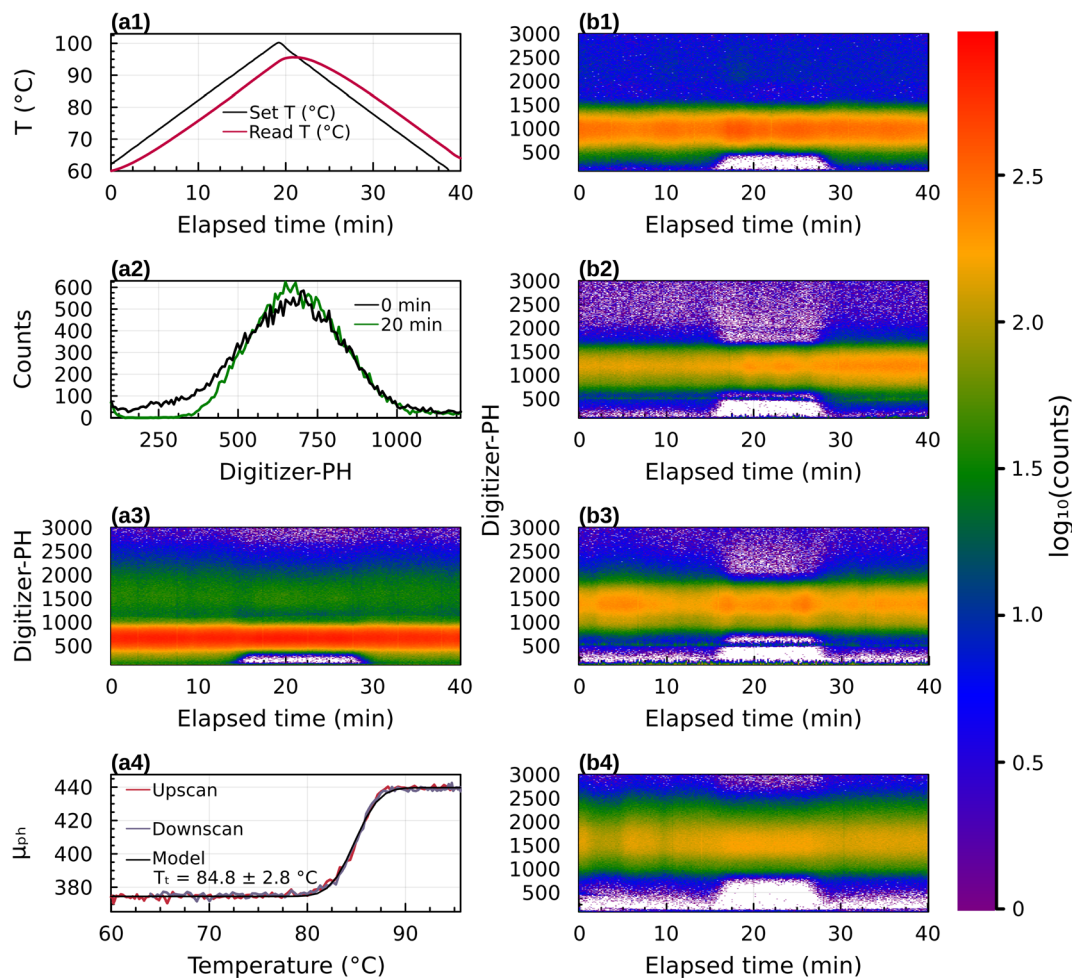 (a1)
100
90
80
70
60
T (°C)
Set T (°C)
Read T (°C)
0 10 20 30 40
Elapsed time (min)
(a2)
600
500
400
300
200
100
0
Counts
0 min
20 min
250 500 750 1000
Digitizer-PH
(a3)
3000
2500
2000
1500
1000
500
Digitizer-PH
0 10 20 30 40
Elapsed time (min)
(a4)
440
420
400
380
μₚₕ
Upscan
Downscan
Model
Tₜ = 84.8 ± 2.8 °C
60 70 80 90
Temperature (°C)
(b1)
3000
2500
2000
1500
1000
500
0 10 20 30 40
Elapsed time (min)
(b2)
3000
2500
2000
1500
1000
500
0 10 20 30 40
Elapsed time (min)
Digitizer-PH
(b3)
3000
2500
2000
1500
1000
500
0 10 20 30 40
Elapsed time (min)
(b4)
3000
2500
2000
1500
1000
500
0 10 20 30 40
Elapsed time (min)
2.5
2.0
1.5
1.0
0.5
0
log₁₀(counts)